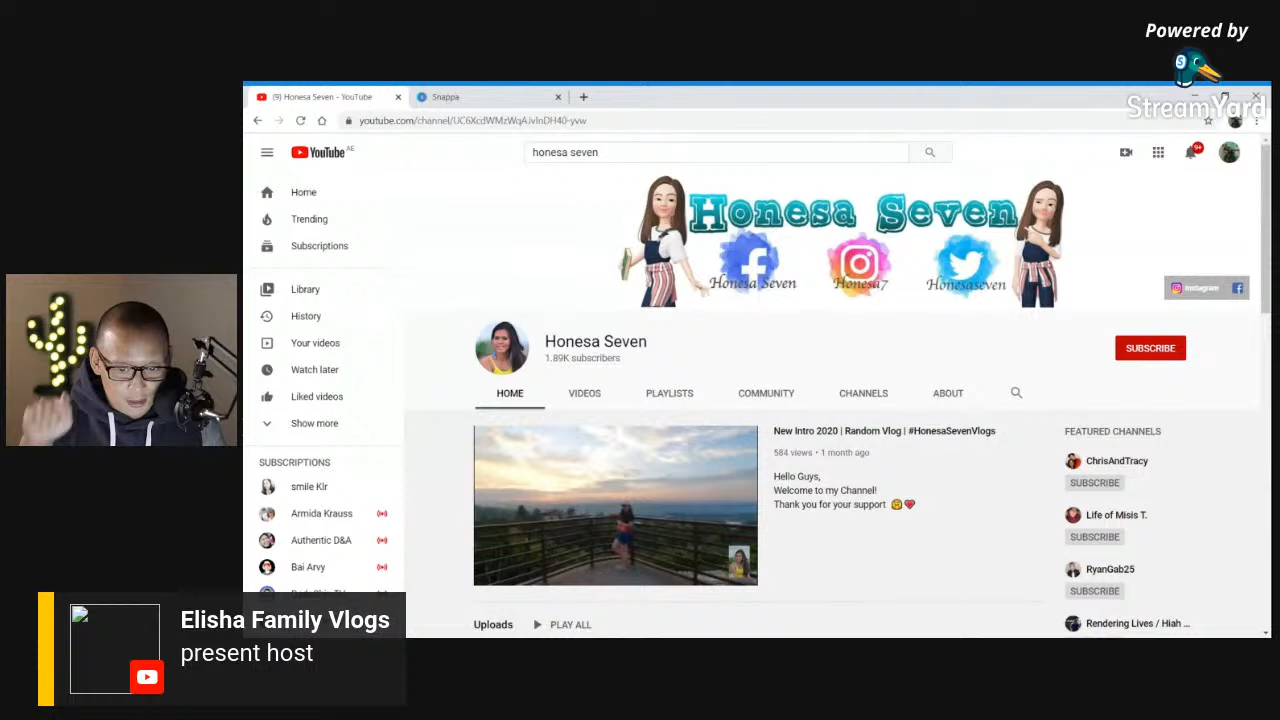 Powered by
StreamYard
(9) Honesa Seven - YouTube
Snappa
youtube.com/channel/UC6XcdWMzWqAJvlnDH40-yvw
YouTube AE
honesa seven
9+
Home
Trending
Subscriptions
Library
History
Your videos
Watch later
Liked videos
Show more
SUBSCRIPTIONS
smile Klr
Armida Krauss
Authentic D&A
Bai Arvy
Honesa Seven
Honesa Seven
Honesa7
Honesaseven
Instagram
Honesa Seven
1.89K subscribers
SUBSCRIBE
HOME
VIDEOS
PLAYLISTS
COMMUNITY
CHANNELS
ABOUT
New Intro 2020 | Random Vlog | #HonesaSevenVlogs
584 views • 1 month ago
Hello Guys,
Welcome to my Channel!
Thank you for your support
FEATURED CHANNELS
ChrisAndTracy
SUBSCRIBE
Life of Misis T.
SUBSCRIBE
RyanGab25
SUBSCRIBE
Rendering Lives / Hiah ...
Uploads
PLAY ALL
Elisha Family Vlogs
present host